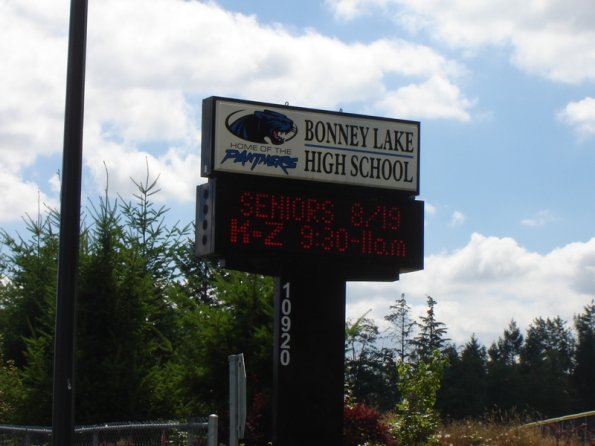 BONNEY LAKE
HIGH SCHOOL
HOME OF THE
PANTHERS
SENIORS 8/19
K-Z 9:30-11a.m
10920